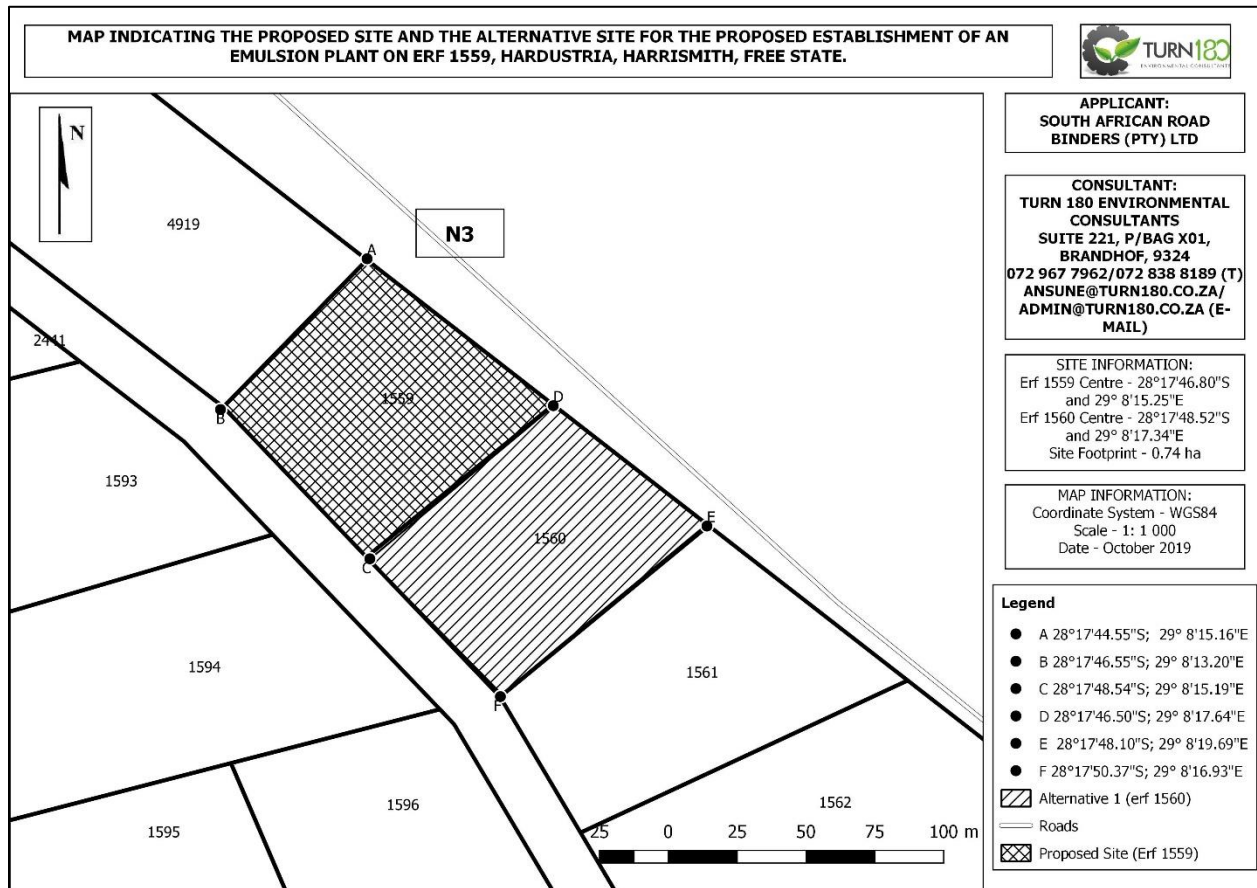 MAP INDICATING THE PROPOSED SITE AND THE ALTERNATIVE SITE FOR THE PROPOSED ESTABLISHMENT OF AN
EMULSION PLANT ON ERF 1559, HARDUSTRIA, HARRISMITH, FREE STATE.
TURN180
ENVIRONMENTAL CONSULTANTS
N
4919
N3
A
2441
1559
B
D
1593
C
1560
E
1594
F
1561
1596
1595
1562
25 0 25 50 75 100 m
APPLICANT:
SOUTH AFRICAN ROAD
BINDERS (PTY) LTD
CONSULTANT:
TURN 180 ENVIRONMENTAL
CONSULTANTS
SUITE 221, P/BAG X01,
BRANDHOF, 9324
072 967 7962/072 838 8189 (T)
ANSUNE@TURN180.CO.ZA/
ADMIN@TURN180.CO.ZA (E-
MAIL)
SITE INFORMATION:
Erf 1559 Centre - 28°17'46.80"S
and 29° 8'15.25"E
Erf 1560 Centre - 28°17'48.52"S
and 29° 8'17.34"E
Site Footprint - 0.74 ha
MAP INFORMATION:
Coordinate System - WGS84
Scale - 1: 1 000
Date - October 2019
Legend
A 28°17'44.55"S; 29° 8'15.16"E
B 28°17'46.55"S; 29° 8'13.20"E
C 28°17'48.54"S; 29° 8'15.19"E
D 28°17'46.50"S; 29° 8'17.64"E
E 28°17'48.10"S; 29° 8'19.69"E
F 28°17'50.37"S; 29° 8'16.93"E
Alternative 1 (erf 1560)
Roads
Proposed Site (Erf 1559)